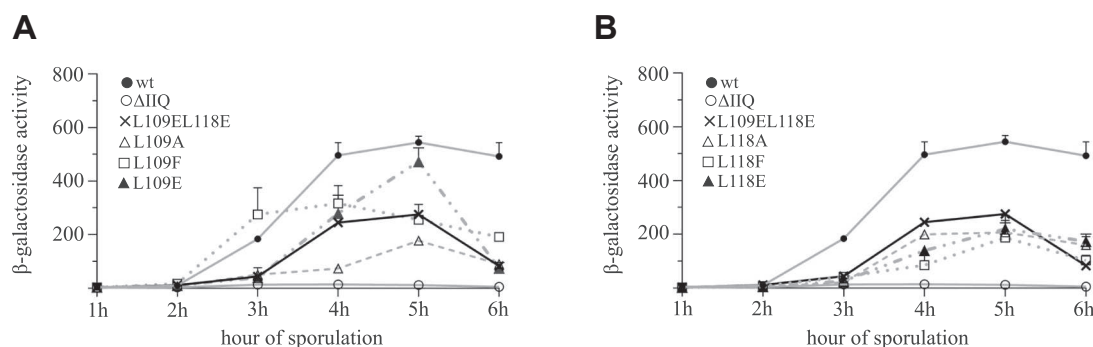 A
β-galactosidase activity
800
600
400
200
wt
ΔIIQ
L109EL118E
L109A
L109F
L109E
1h 2h 3h 4h 5h 6h
hour of sporulation
B
β-galactosidase activity
800
600
400
200
wt
ΔIIQ
L109EL118E
L118A
L118F
L118E
1h 2h 3h 4h 5h 6h
hour of sporulation